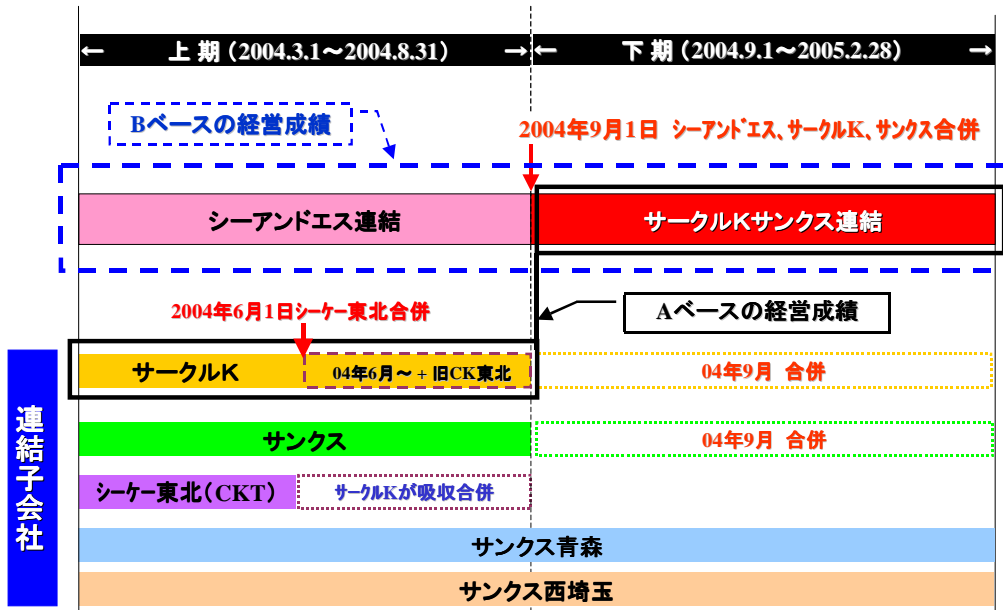 ← 上 期 (2004.3.1～2004.8.31) →
← 下 期 (2004.9.1～2005.2.28) →
Bベースの経営成績
2004年9月1日 シーアンドエス、サークルK、サンクス合併
シーアンドエス連結
サークルKサンクス連結
2004年6月1日シーケー東北合併
Aベースの経営成績
連結子会社
サークルK
04年6月～ + 旧CK東北
04年9月 合併
サンクス
04年9月 合併
シーケー東北(CKT)
サークルKが吸収合併
サンクス青森
サンクス西埼玉